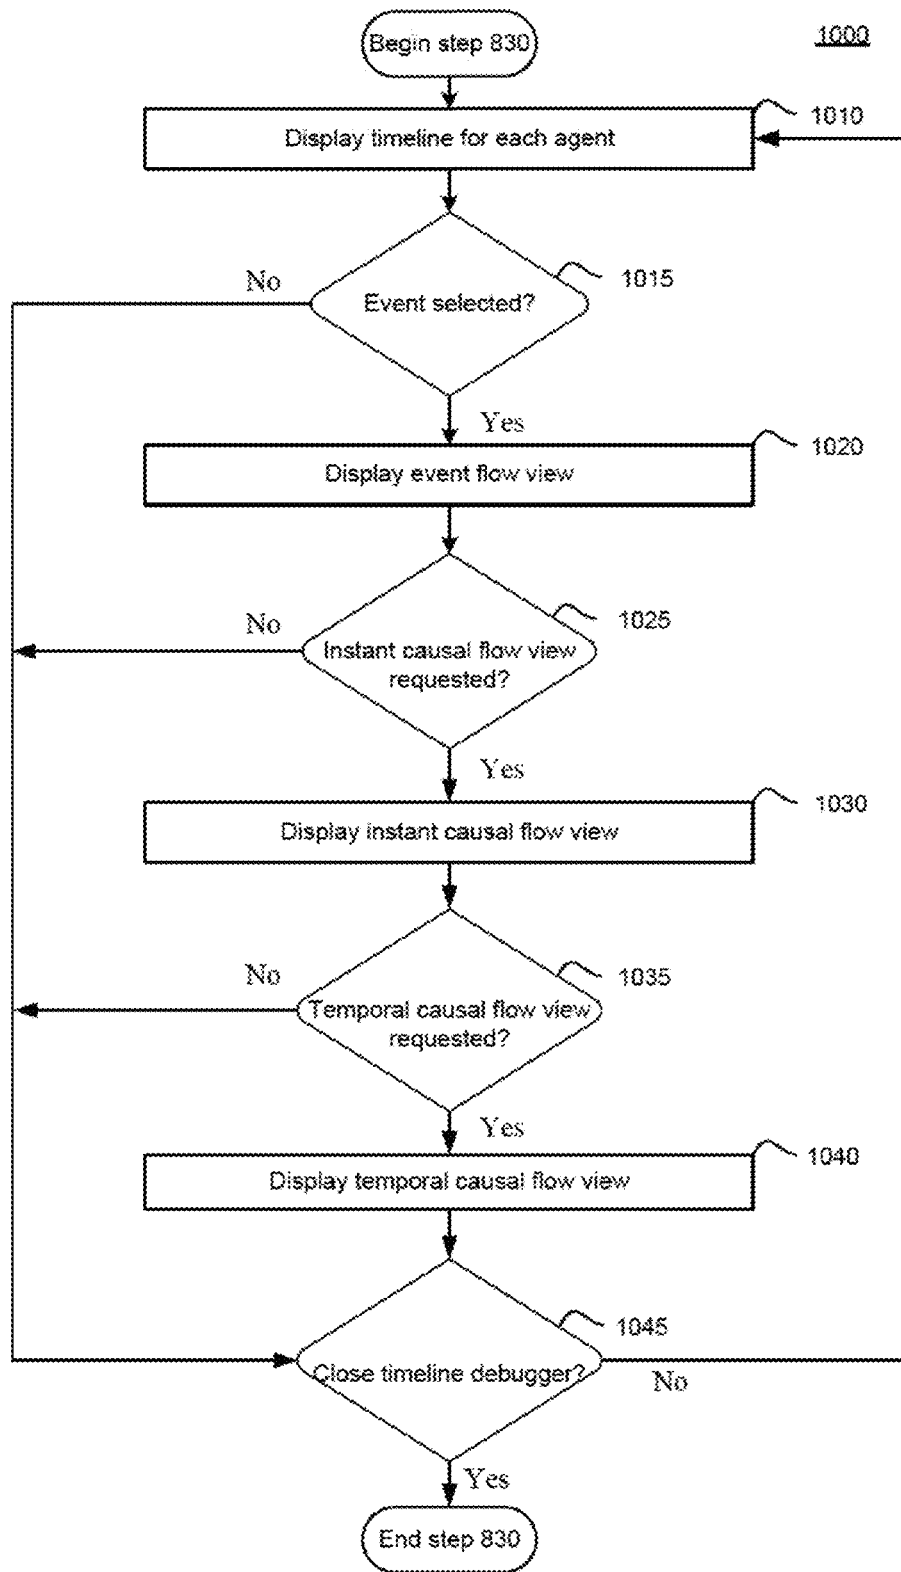 Begin step 830
1000
1010
Display timeline for each agent
No
1015
Event selected?
Yes
1020
Display event flow view
No
1025
Instant causal flow view
requested?
Yes
1030
Display instant causal flow view
No
1035
Temporal causal flow view
requested?
Yes
1040
Display temporal causal flow view
1045
Close timeline debugger?
No
Yes
End step 830